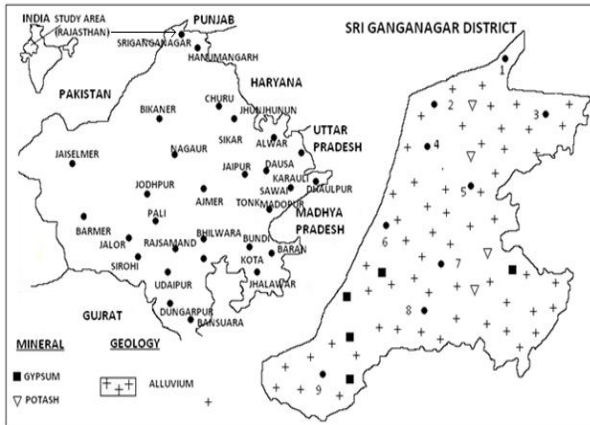 INDIA
STUDY AREA
(RAJASTHAN)
PUNJAB
SRI GANGANAGAR DISTRICT
SRIGANGANAGAR
HANUMANGARH
HARYANA
PAKISTAN
CHURU
JHUNJHUNUN
BIKANER
SIKAR
ALWAR
UTTAR
PRADESH
NAGAUR
JAISELMER
JAIPUR
DAUSA
KARAULI
JODHPUR
SAWAI
DHAULPUR
AJMER
TONK
MADOPUR
PALI
MADHYA
PRADESH
BARMER
BHILWARA
BUNDI
JALOR
RAJSAMAND
BARAN
KOTA
SIROHI
UDAIPUR
JHALAWAR
GUJRAT
DUNGARPUR
BANSUARA
MINERAL
GEOLOGY
GYPSUM
ALLUVIUM
POTASH
1
2
3
4
5
6
7
8
9